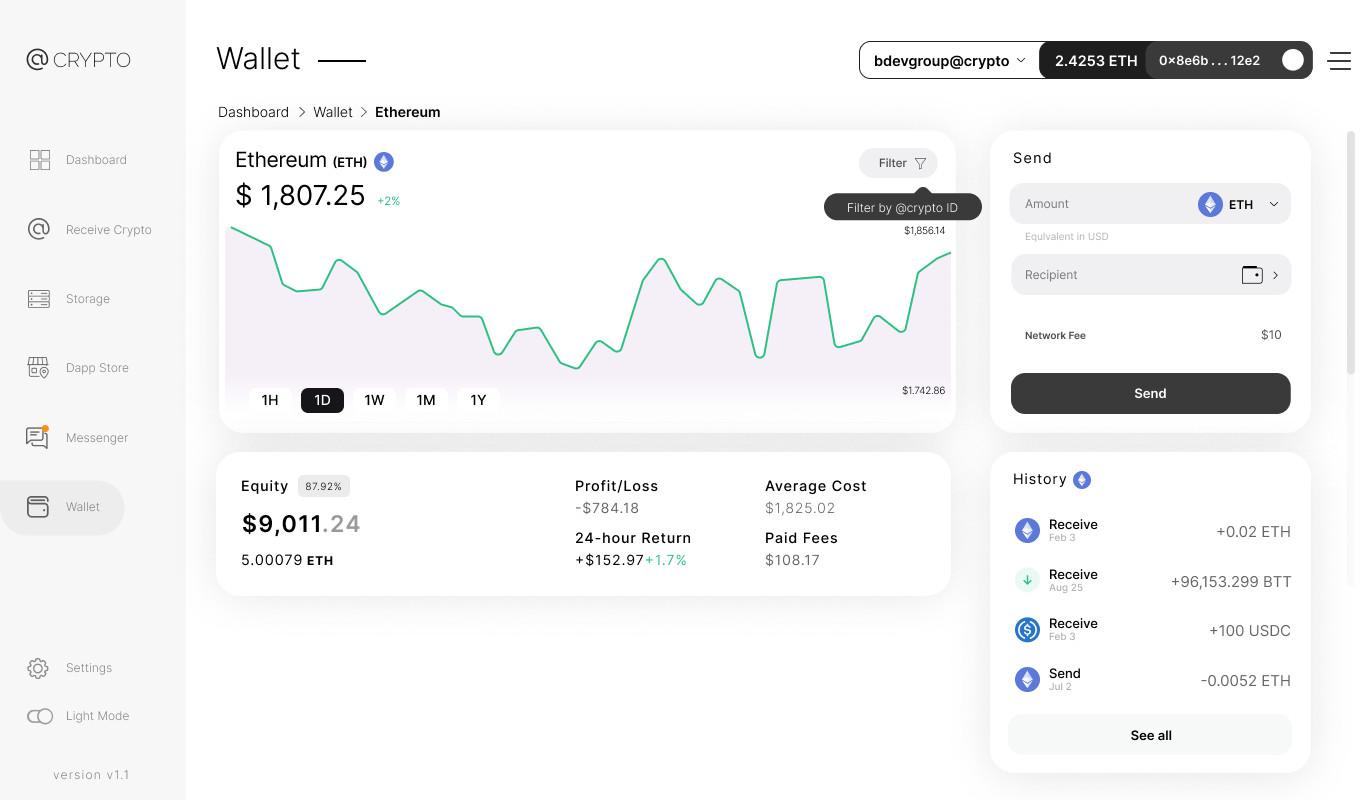 @ CRYPTO
Dashboard
Receive Crypto
Storage
Dapp Store
Messenger
Wallet
Settings
Light Mode
version v1.1
Wallet
bdevgroup@crypto
2.4253 ETH
0×8e6b...12e2
Dashboard > Wallet > Ethereum
Ethereum (ETH)
$ 1,807.25 +2%
Filter
Filter by @crypto ID
$1,856.14
$1.742.86
1H 1D 1W 1M 1Y
Equity 87.92%
$9,011.24
5.00079 ETH
Profit/Loss
-$784.18
24-hour Return
+$152.97+1.7%
Average Cost
$1,825.02
Paid Fees
$108.17
Send
Amount ETH
Equivalent in USD
Recipient
Network Fee $10
Send
History
Receive
Feb 3
+0.02 ETH
Receive
Aug 25
+96,153.299 BTT
Receive
Feb 3
+100 USDC
Send
Jul 2
-0.0052 ETH
See all